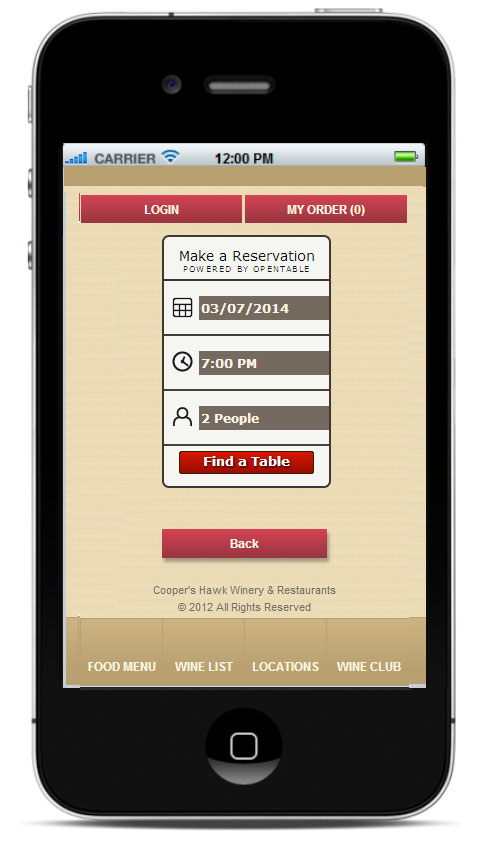 CARRIER 12:00 PM
LOGIN MY ORDER (0)
Make a Reservation
POWERED BY OPENTABLE
03/07/2014
7:00 PM
2 People
Find a Table
Back
Cooper's Hawk Winery & Restaurants
© 2012 All Rights Reserved
FOOD MENU WINE LIST LOCATIONS WINE CLUB